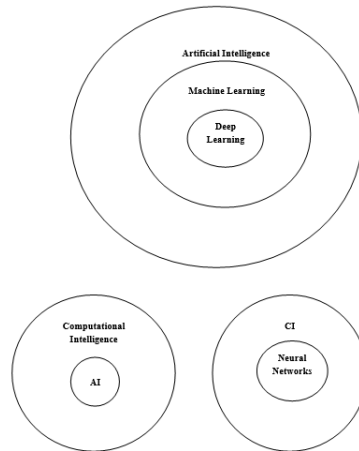 Artificial Intelligence
Machine Learning
Deep
Learning
Computational
Intelligence
AI
CI
Neural
Networks